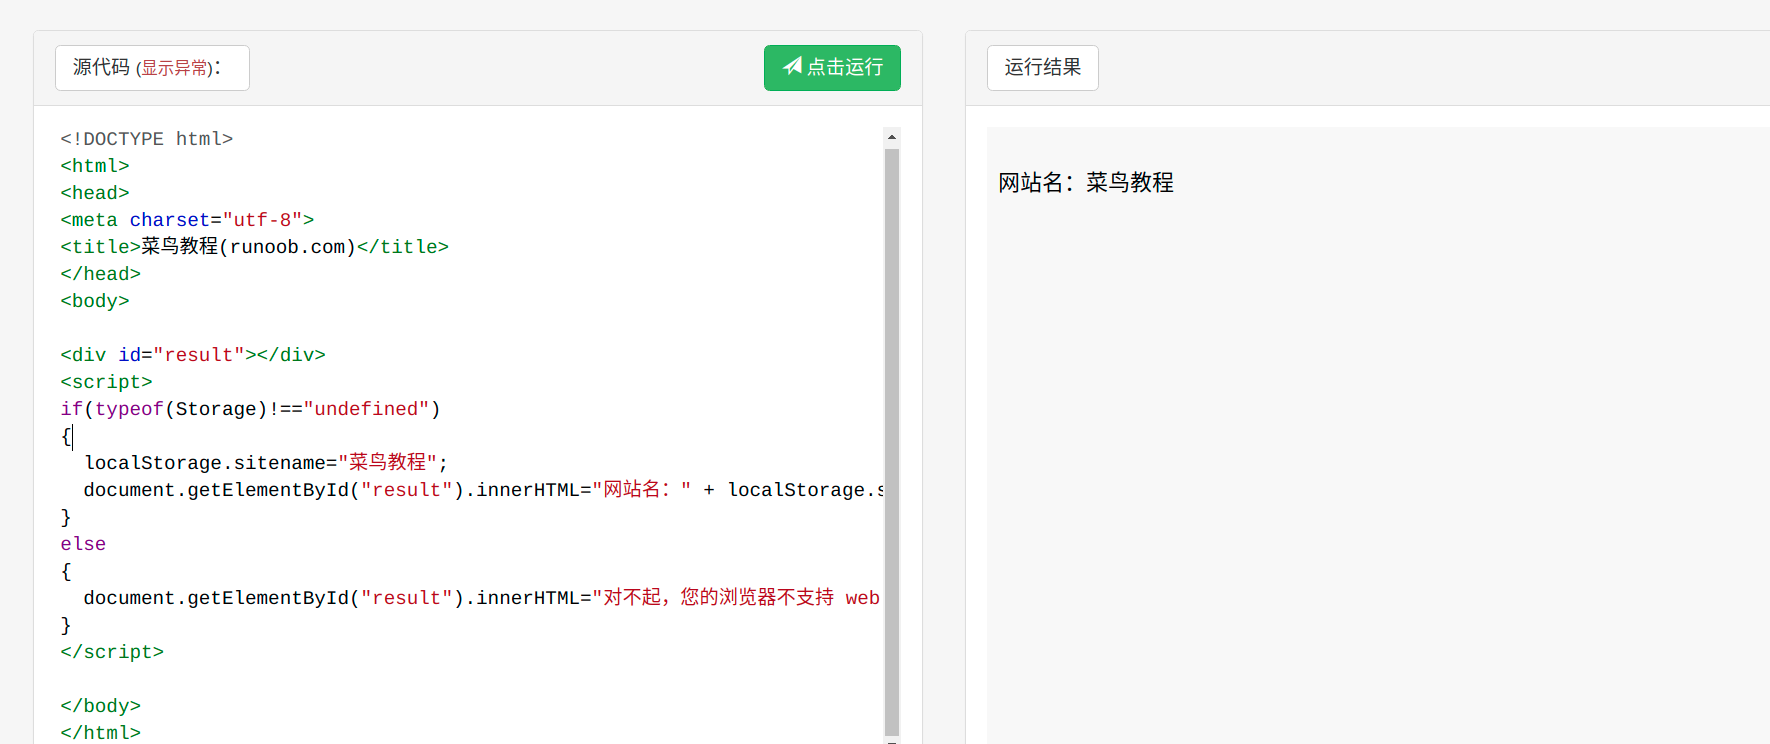 源代码 (显示异常)：
点击运行
<!DOCTYPE html>
<html>
<head>
<meta charset="utf-8">
<title>菜鸟教程(runoob.com)</title>
</head>
<body>
<div id="result"></div>
<script>
if(typeof(Storage)!=="undefined")
{
  localStorage.sitename="菜鸟教程";
  document.getElementById("result").innerHTML="网站名：" + localStorage.s
}
else
{
  document.getElementById("result").innerHTML="对不起，您的浏览器不支持 web
}
</script>
</body>
</html>
运行结果
网站名：菜鸟教程